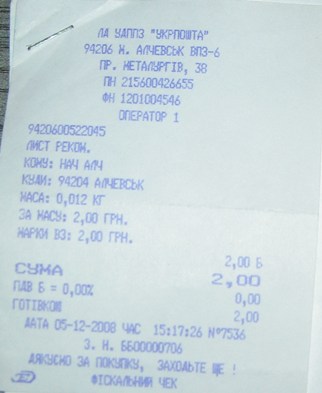 ЛА УДППЗ "УКРПОШТА"
94206 М. АЛЧЕВСЬК ВПЗ-6
ПР. МЕТАЛУРГІВ, 38
ПН 215600426655
ФН 1201004546
ОПЕРАТОР 1
9420600522045
ЛИСТ РЕКОМ.
КОМУ: НАЧ АЛЧ
КУДИ: 94204 АЛЧЕВСЬК
МАСА: 0,012 КГ
ЗА МАСУ: 2,00 ГРН.
МАРКИ ВЗ: 2,00 ГРН.
2,00 Б
СУМА 2,00
ПДВ Б = 0,00% 0,00
ГОТІВКОЮ 2,00
ДАТА 05-12-2008 ЧАС 15:17:26 №7536
З. Н. ББ00000706
ДЯКУЄМО ЗА ПОКУПКУ, ЗАХОДЬТЕ ЩЕ !
ФІСКАЛЬНИЙ ЧЕК